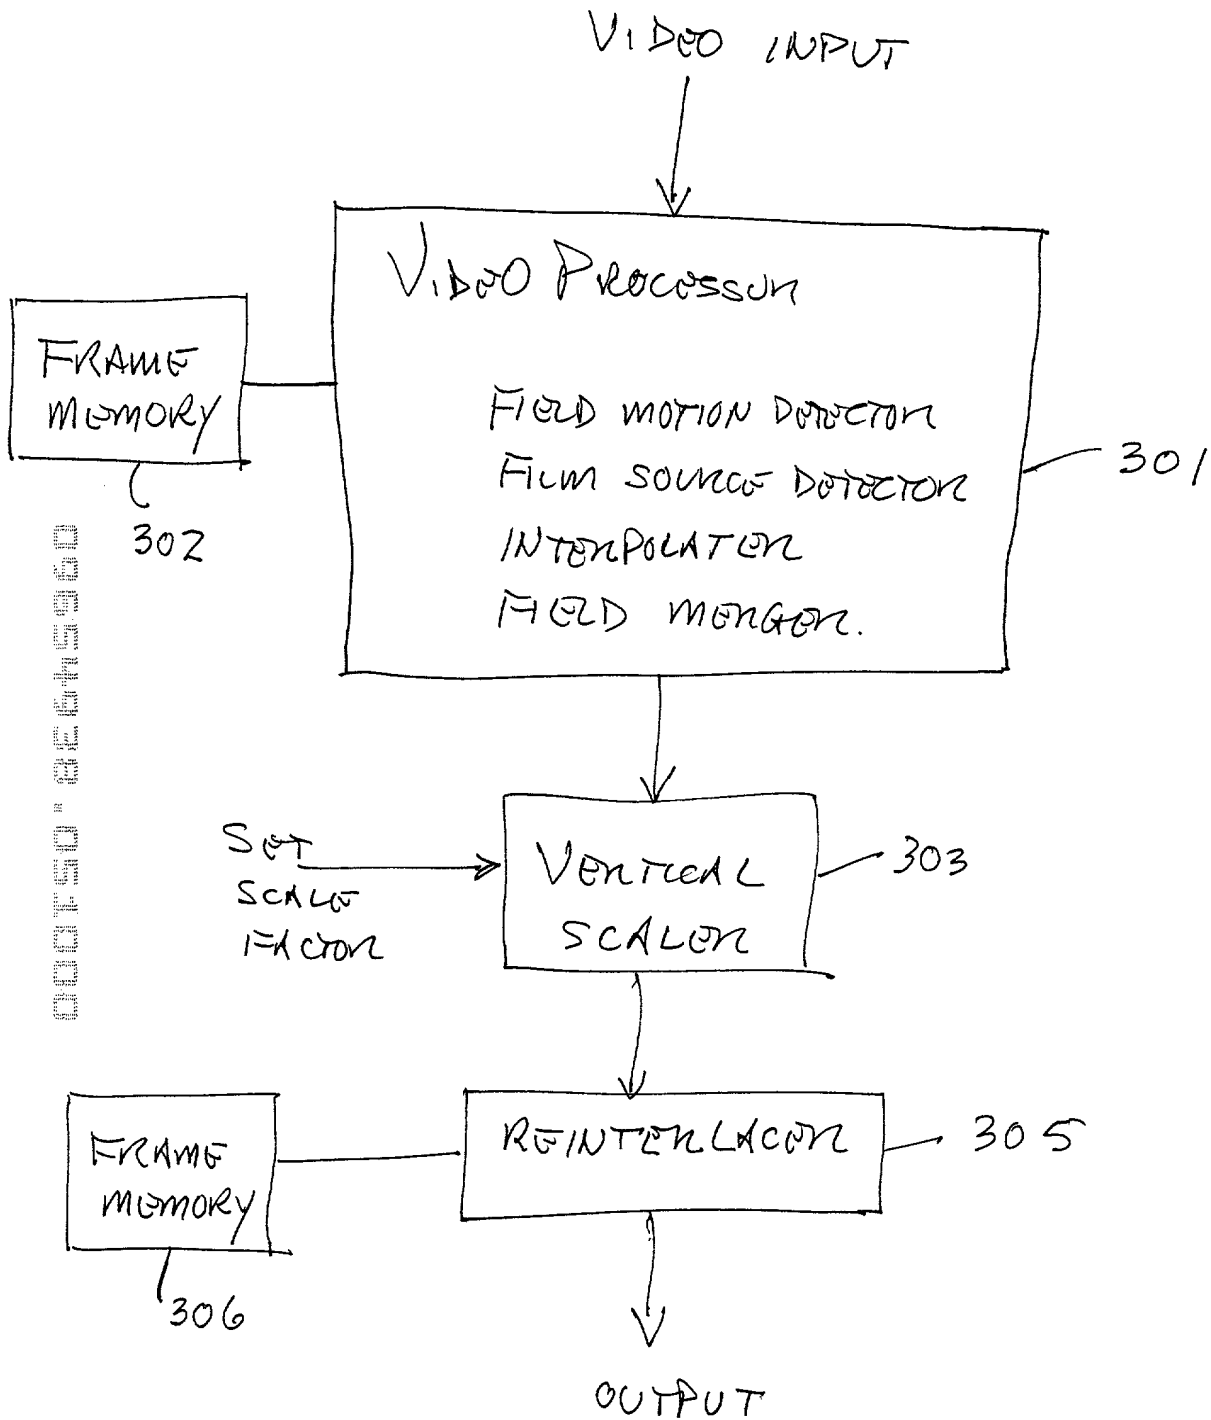 VIDEO INPUT
VIDEO PROCESSOR
FIELD MOTION DETECTOR
FILM SOURCE DETECTOR
INTERPOLATER
FIELD MERGER.
301
FRAME
MEMORY
302
SET
SCALE
FACTOR
VERTICAL
SCALER
303
REINTERLACER
305
FRAME
MEMORY
306
OUTPUT